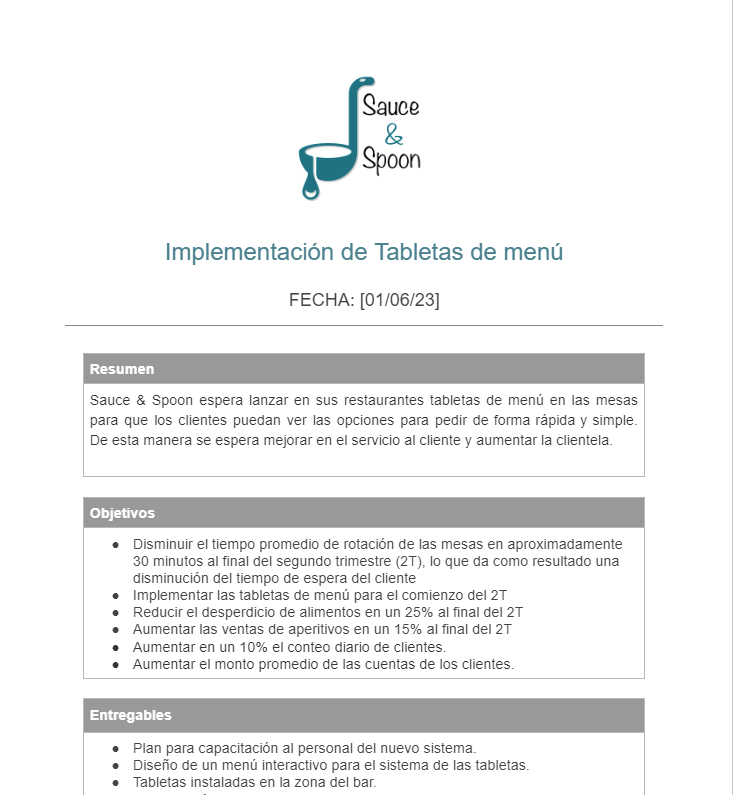 Sauce
&
Spoon
Implementación de Tabletas de menú
FECHA: [01/06/23]
Resumen
Sauce & Spoon espera lanzar en sus restaurantes tabletas de menú en las mesas
para que los clientes puedan ver las opciones para pedir de forma rápida y simple.
De esta manera se espera mejorar en el servicio al cliente y aumentar la clientela.
Objetivos
● Disminuir el tiempo promedio de rotación de las mesas en aproximadamente
30 minutos al final del segundo trimestre (2T), lo que da como resultado una
disminución del tiempo de espera del cliente
● Implementar las tabletas de menú para el comienzo del 2T
● Reducir el desperdicio de alimentos en un 25% al final del 2T
● Aumentar las ventas de aperitivos en un 15% al final del 2T
● Aumentar en un 10% el conteo diario de clientes.
● Aumentar el monto promedio de las cuentas de los clientes.
Entregables
● Plan para capacitación al personal del nuevo sistema.
● Diseño de un menú interactivo para el sistema de las tabletas.
● Tabletas instaladas en la zona del bar.